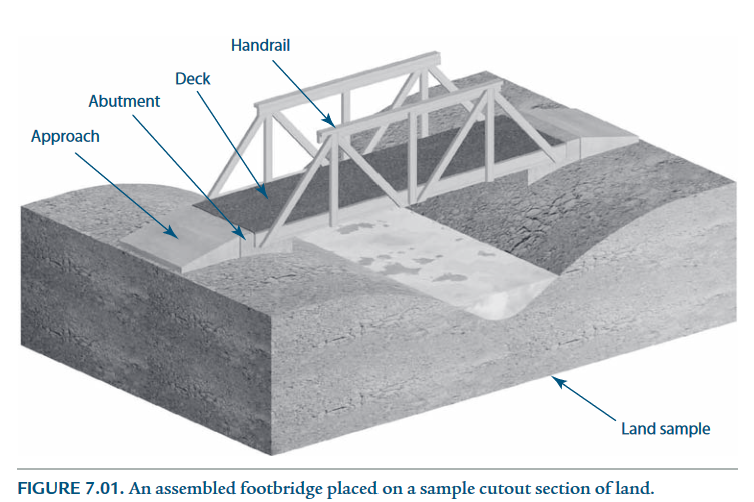 Handrail
Deck
Abutment
Approach
Land sample
FIGURE 7.01. An assembled footbridge placed on a sample cutout section of land.